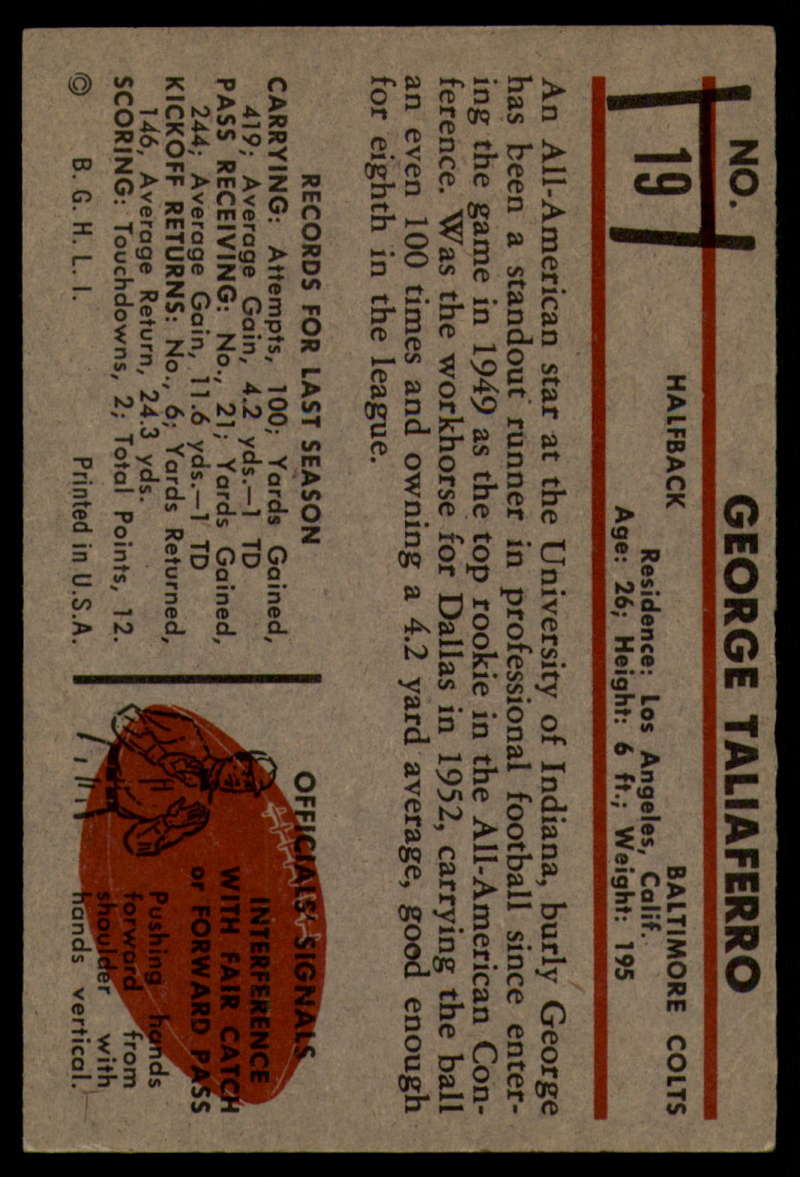 NO.
19
GEORGE TALIAFERRO
HALFBACK
BALTIMORE COLTS
Residence: Los Angeles, Calif.
Age: 26; Height: 6 ft.; Weight: 195
An All-American star at the University of Indiana, burly George
has been a standout runner in professional football since enter-
ing the game in 1949 as the top rookie in the All-American Con-
ference. Was the workhorse for Dallas in 1952, carrying the ball
an even 100 times and owning a 4.2 yard average, good enough
for eighth in the league.
RECORDS FOR LAST SEASON
CARRYING: Attempts, 100; Yards Gained,
419; Average Gain, 4.2 yds.—1 TD
PASS RECEIVING: No., 21; Yards Gained,
244; Average Gain, 11.6 yds.—1 TD
KICKOFF RETURNS: No., 6; Yards Returned,
146, Average Return, 24.3 yds.
SCORING: Touchdowns, 2; Total Points, 12.
© B. G. H. L. I.
Printed in U.S.A.
OFFICIALS' SIGNALS
INTERFERENCE
WITH FAIR CATCH
or FORWARD PASS
Pushing hands
forward from
shoulder with
hands vertical.